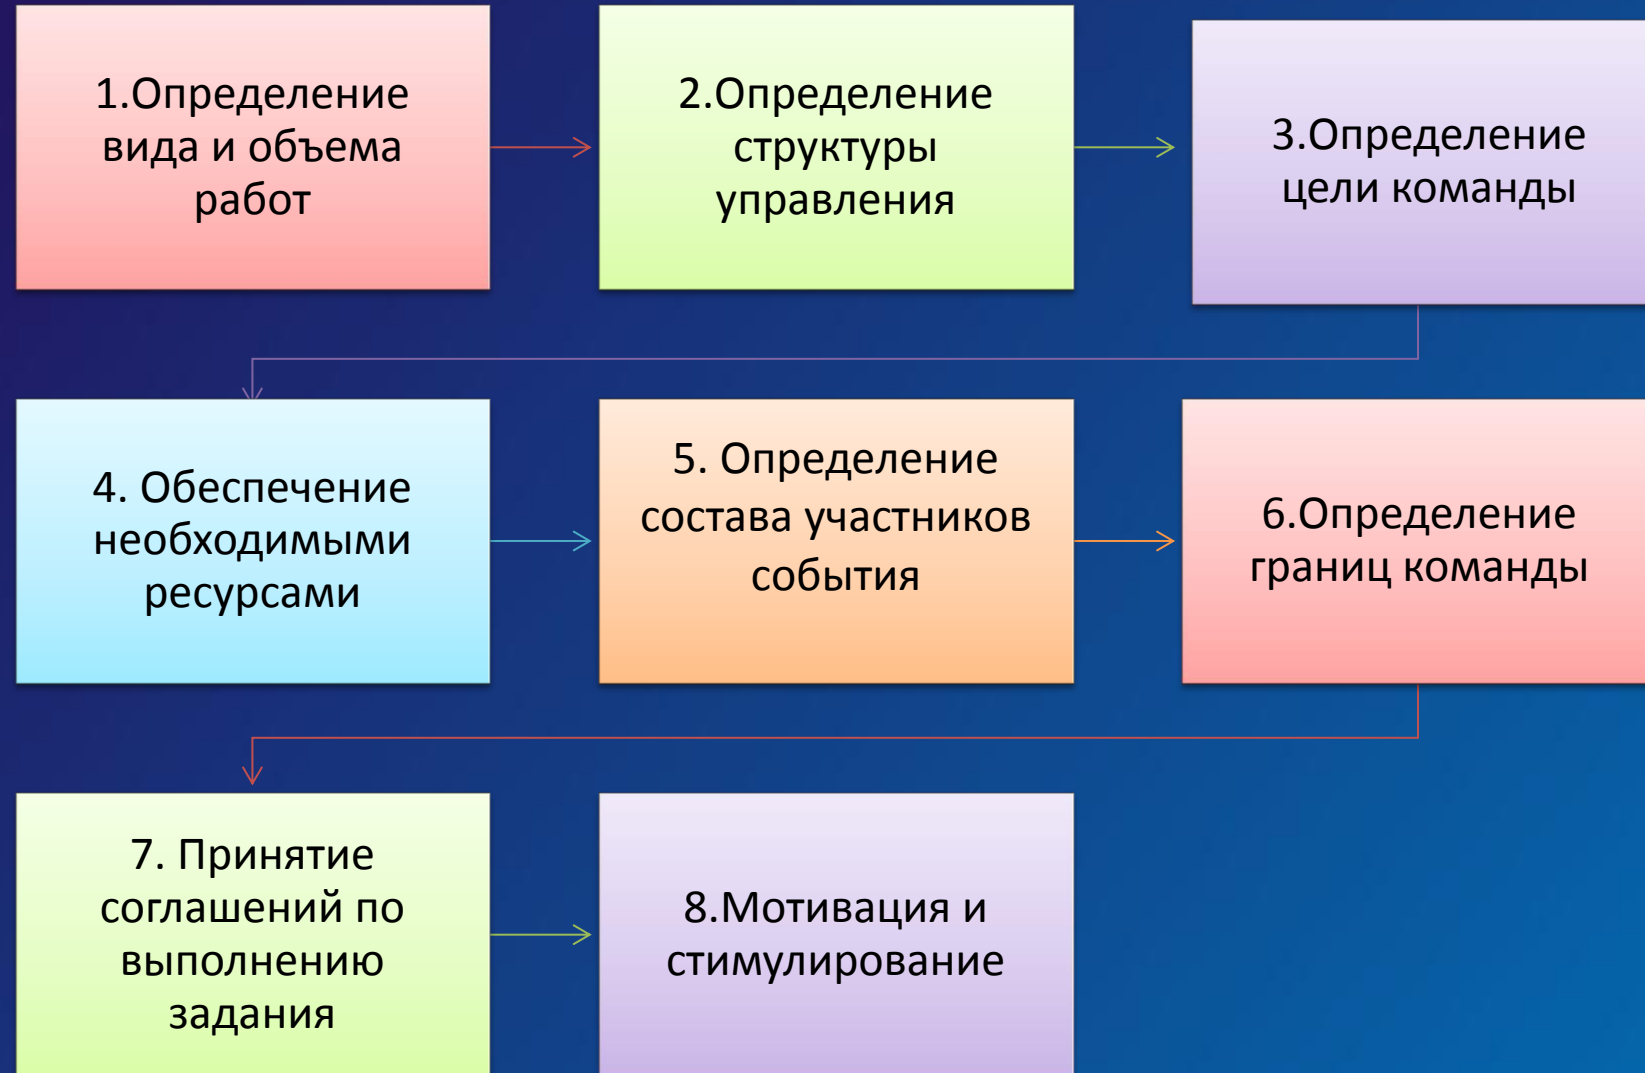 1.Определение
вида и объема
работ
2.Определение
структуры
управления
3.Определение
цели команды
4. Обеспечение
необходимыми
ресурсами
5. Определение
состава участников
события
6.Определение
границ команды
7. Принятие
соглашений по
выполнению
задания
8.Мотивация и
стимулирование